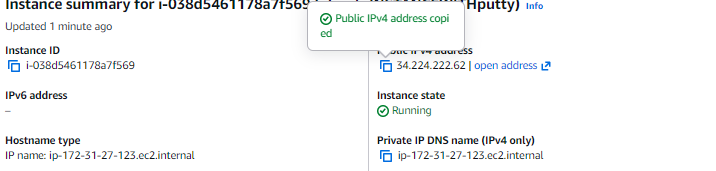 Instance summary for i-038d5461178a7f569 Hputty) Info
Updated 1 minute ago
Public IPv4 address copi
ed
Instance ID
i-038d5461178a7f569
Public IPv4 address
34.224.222.62 | open address
IPv6 address
–
Instance state
Running
Hostname type
IP name: ip-172-31-27-123.ec2.internal
Private IP DNS name (IPv4 only)
ip-172-31-27-123.ec2.internal